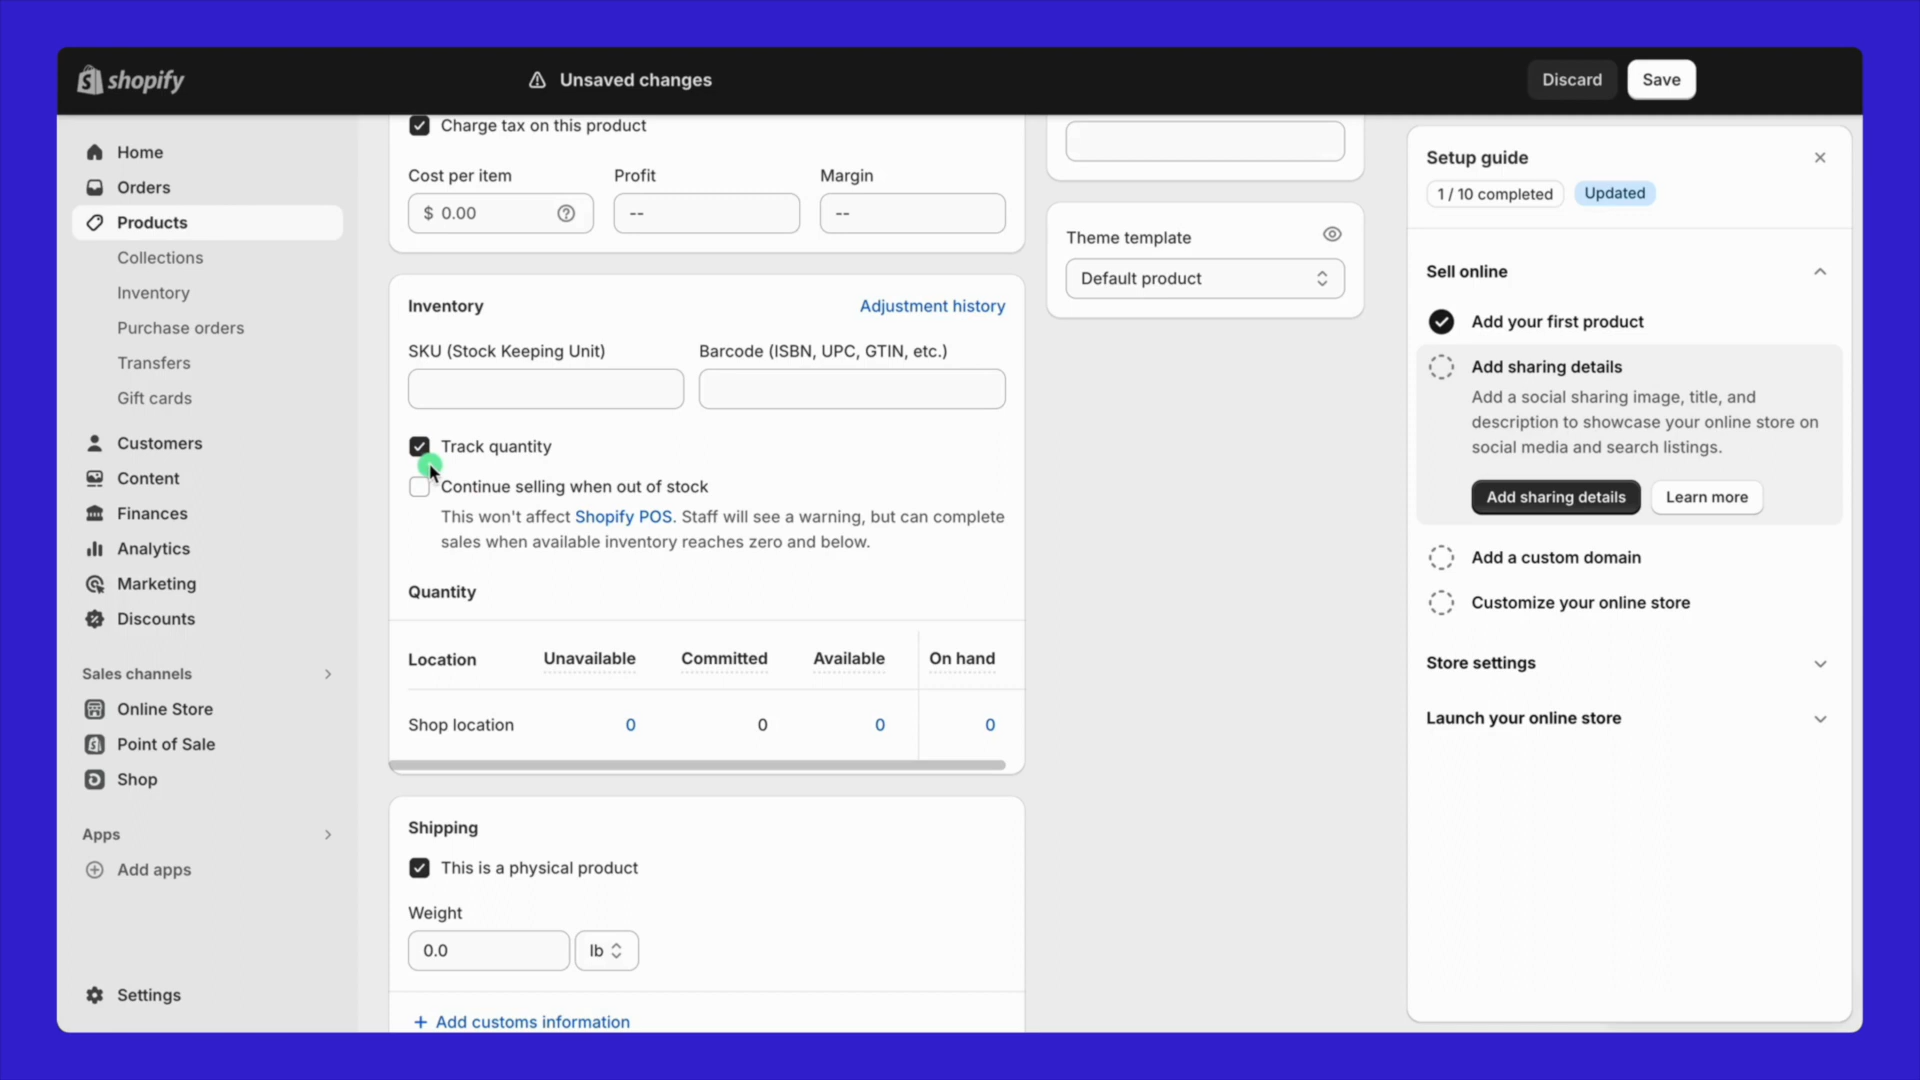 shopify
Unsaved changes
Discard
Save
Home
Orders
Products
Collections
Inventory
Purchase orders
Transfers
Gift cards
Customers
Content
Finances
Analytics
Marketing
Discounts
Sales channels
Online Store
Point of Sale
Shop
Apps
Add apps
Settings
Charge tax on this product
Cost per item
Profit
Margin
$ 0.00
--
--
Inventory
Adjustment history
SKU (Stock Keeping Unit)
Barcode (ISBN, UPC, GTIN, etc.)
Track quantity
Continue selling when out of stock
This won't affect Shopify POS. Staff will see a warning, but can complete
sales when available inventory reaches zero and below.
Quantity
Location
Unavailable
Committed
Available
On hand
Shop location
0
0
0
0
Shipping
This is a physical product
Weight
0.0
lb
+ Add customs information
Theme template
Default product
Setup guide
1 / 10 completed
Updated
Sell online
Add your first product
Add sharing details
Add a social sharing image, title, and
description to showcase your online store on
social media and search listings.
Add sharing details
Learn more
Add a custom domain
Customize your online store
Store settings
Launch your online store